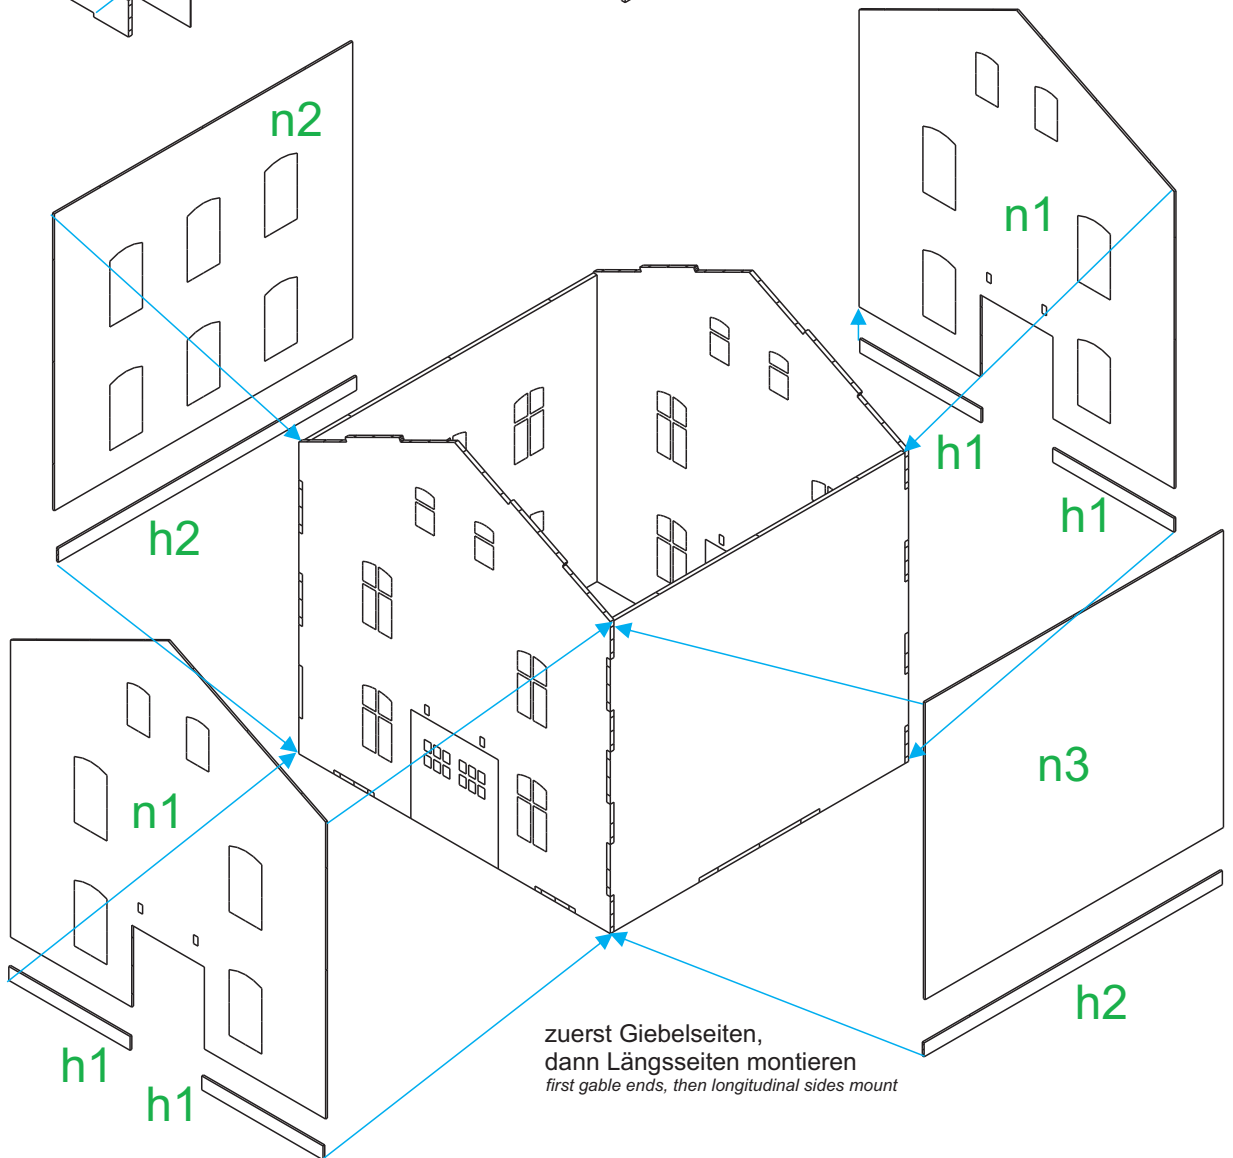 n2
n1
h1
h2
h1
n1
n3
h2
h1
h1
zuerst Giebelseiten,
dann Längsseiten montieren
first gable ends, then longitudinal sides mount